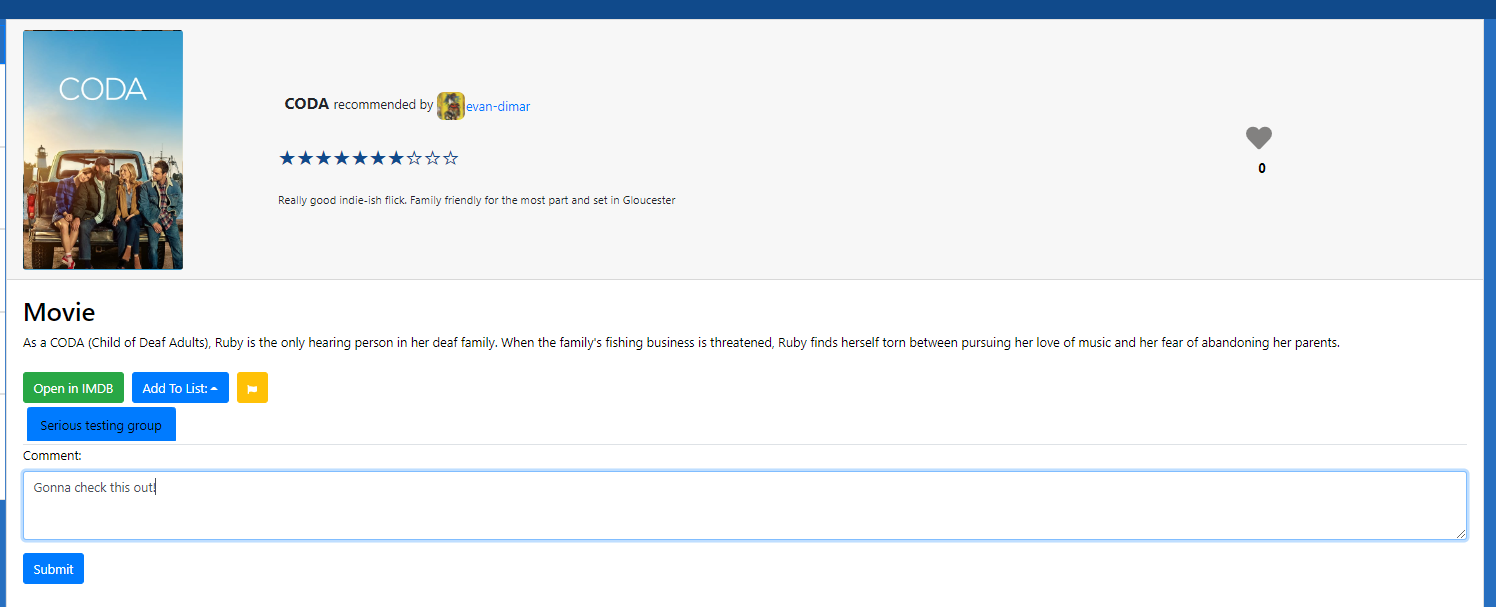 CODA
CODA recommended by evan-dimar
★★★★★★★☆☆☆
0
Really good indie-ish flick. Family friendly for the most part and set in Gloucester
Movie
As a CODA (Child of Deaf Adults), Ruby is the only hearing person in her deaf family. When the family's fishing business is threatened, Ruby finds herself torn between pursuing her love of music and her fear of abandoning her parents.
Open in IMDB Add To List:
Serious testing group
Comment:
Gonna check this out!
Submit